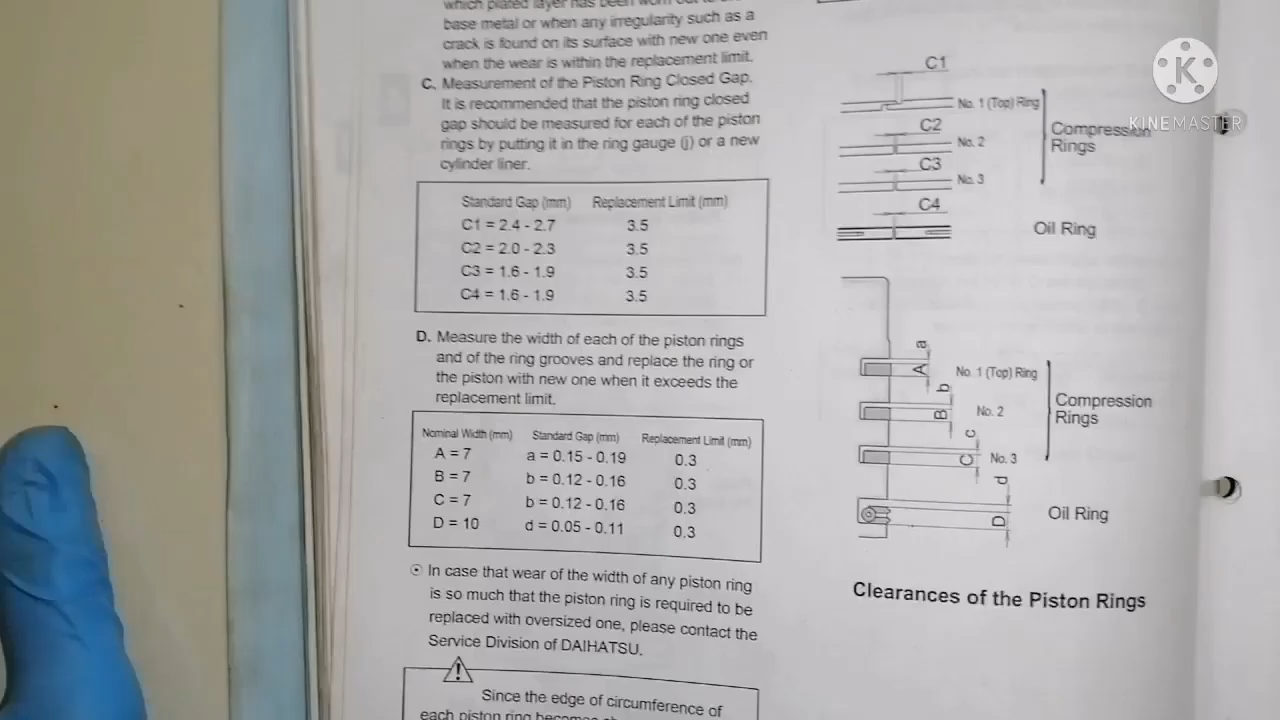 which plated layer has been worn out to
base metal or when any irregularity such as a
crack is found on its surface with new one even
when the wear is within the replacement limit.
C. Measurement of the Piston Ring Closed Gap.
It is recommended that the piston ring closed
gap should be measured for each of the piston
rings by putting it in the ring gauge (j) or a new
cylinder liner.
Standard Gap (mm) Replacement Limit (mm)
C1 = 2.4 - 2.7 3.5
C2 = 2.0 - 2.3 3.5
C3 = 1.6 - 1.9 3.5
C4 = 1.6 - 1.9 3.5
D. Measure the width of each of the piston rings
and of the ring grooves and replace the ring or
the piston with new one when it exceeds the
replacement limit.
Nominal Width (mm) Standard Gap (mm) Replacement Limit (mm)
A = 7 a = 0.15 - 0.19 0.3
B = 7 b = 0.12 - 0.16 0.3
C = 7 b = 0.12 - 0.16 0.3
D = 10 d = 0.05 - 0.11 0.3
⊙ In case that wear of the width of any piston ring
is so much that the piston ring is required to be
replaced with oversized one, please contact the
Service Division of DAIHATSU.
!
Since the edge of circumference of
each piston ring becomes
C1
No. 1 (Top) Ring
C2
No. 2
C3
No. 3
Compression
Rings
C4
Oil Ring
a
A
No. 1 (Top) Ring
b
B
No. 2
c
C
No. 3
Compression
Rings
d
D
Oil Ring
Clearances of the Piston Rings
K
KINEMASTER